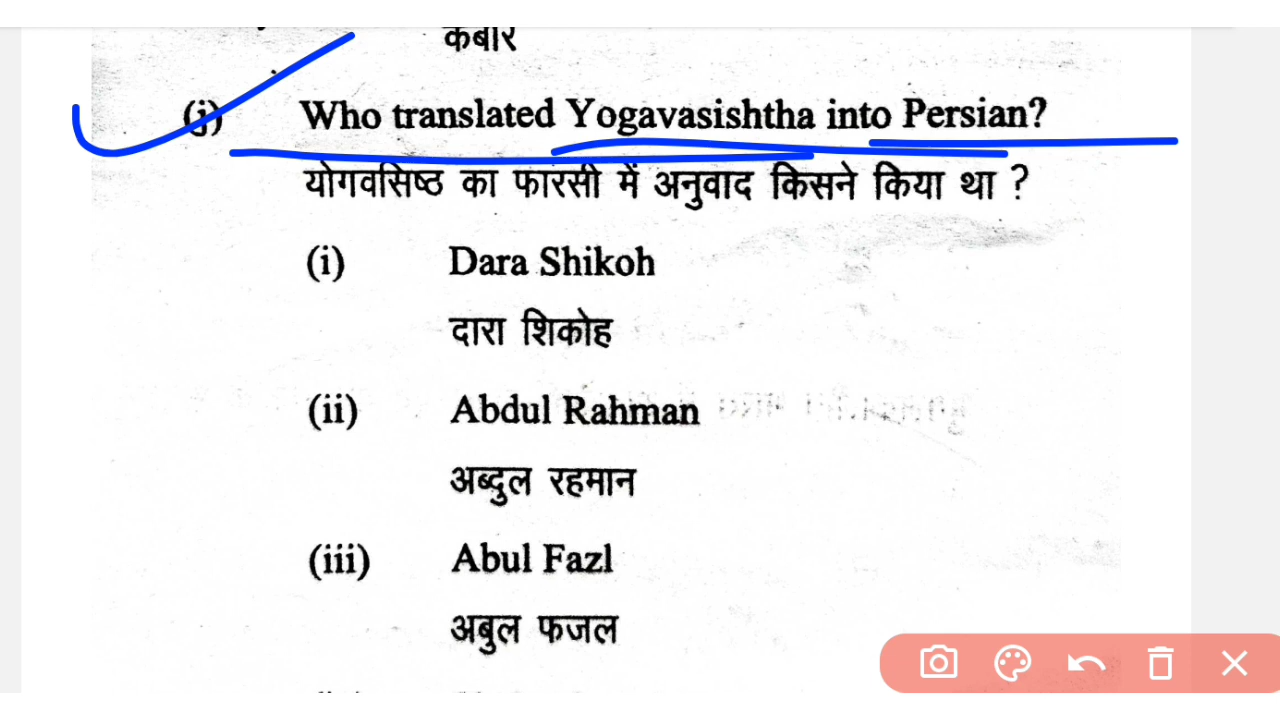 कबीर
(j) Who translated Yogavasishtha into Persian?
योगवसिष्ठ का फारसी में अनुवाद किसने किया था ?
(i) Dara Shikoh
दारा शिकोह
(ii) Abdul Rahman
अब्दुल रहमान
(iii) Abul Fazl
अबुल फजल